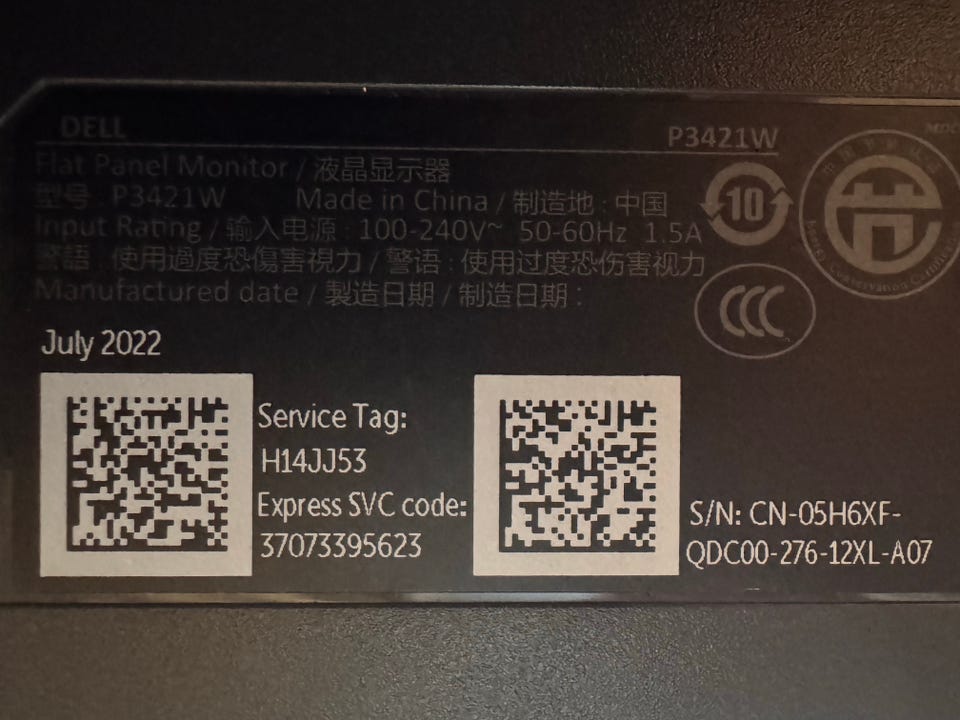 DELL
P3421W
Flat Panel Monitor / 液晶显示器
型号 : P3421W Made in China / 制造地 : 中国
Input Rating / 输入电源 : 100-240V~ 50-60Hz 1.5A
警語 : 使用過度恐傷害視力 / 警语 : 使用过度恐伤害视力
Manufactured date / 製造日期 / 制造日期 :
10
CCC
July 2022
Service Tag:
H14JJ53
Express SVC code:
37073395623
S/N: CN-05H6XF-
QDC00-276-12XL-A07